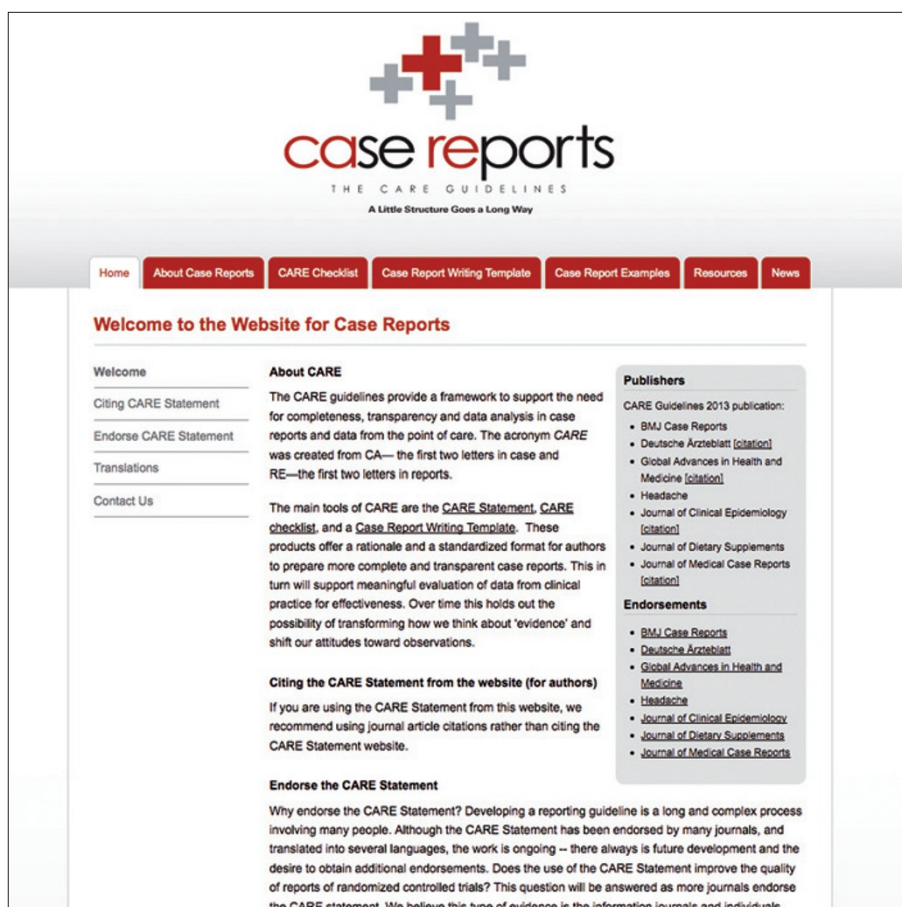 case reports
THE CARE GUIDELINES
A Little Structure Goes a Long Way
Home About Case Reports CARE Checklist Case Report Writing Template Case Report Examples Resources News
Welcome to the Website for Case Reports
Welcome
Citing CARE Statement
Endorse CARE Statement
Translations
Contact Us
About CARE
The CARE guidelines provide a framework to support the need
for completeness, transparency and data analysis in case
reports and data from the point of care. The acronym CARE
was created from CA— the first two letters in case and
RE—the first two letters in reports.
The main tools of CARE are the CARE Statement, CARE
checklist, and a Case Report Writing Template. These
products offer a rationale and a standardized format for authors
to prepare more complete and transparent case reports. This in
turn will support meaningful evaluation of data from clinical
practice for effectiveness. Over time this holds out the
possibility of transforming how we think about 'evidence' and
shift our attitudes toward observations.
Citing the CARE Statement from the website (for authors)
If you are using the CARE Statement from this website, we
recommend using journal article citations rather than citing the
CARE Statement website.
Publishers
CARE Guidelines 2013 publication:
• BMJ Case Reports
• Deutsche Ärzteblatt [citation]
• Global Advances in Health and
Medicine [citation]
• Headache
• Journal of Clinical Epidemiology
[citation]
• Journal of Dietary Supplements
• Journal of Medical Case Reports
[citation]
Endorsements
• BMJ Case Reports
• Deutsche Ärzteblatt
• Global Advances in Health and
Medicine
• Headache
• Journal of Clinical Epidemiology
• Journal of Dietary Supplements
• Journal of Medical Case Reports
Endorse the CARE Statement
Why endorse the CARE Statement? Developing a reporting guideline is a long and complex process
involving many people. Although the CARE Statement has been endorsed by many journals, and
translated into several languages, the work is ongoing -- there always is future development and the
desire to obtain additional endorsements. Does the use of the CARE Statement improve the quality
of reports of randomized controlled trials? This question will be answered as more journals endorse
the CARE statement. We believe this type of evidence is the information journals and individuals